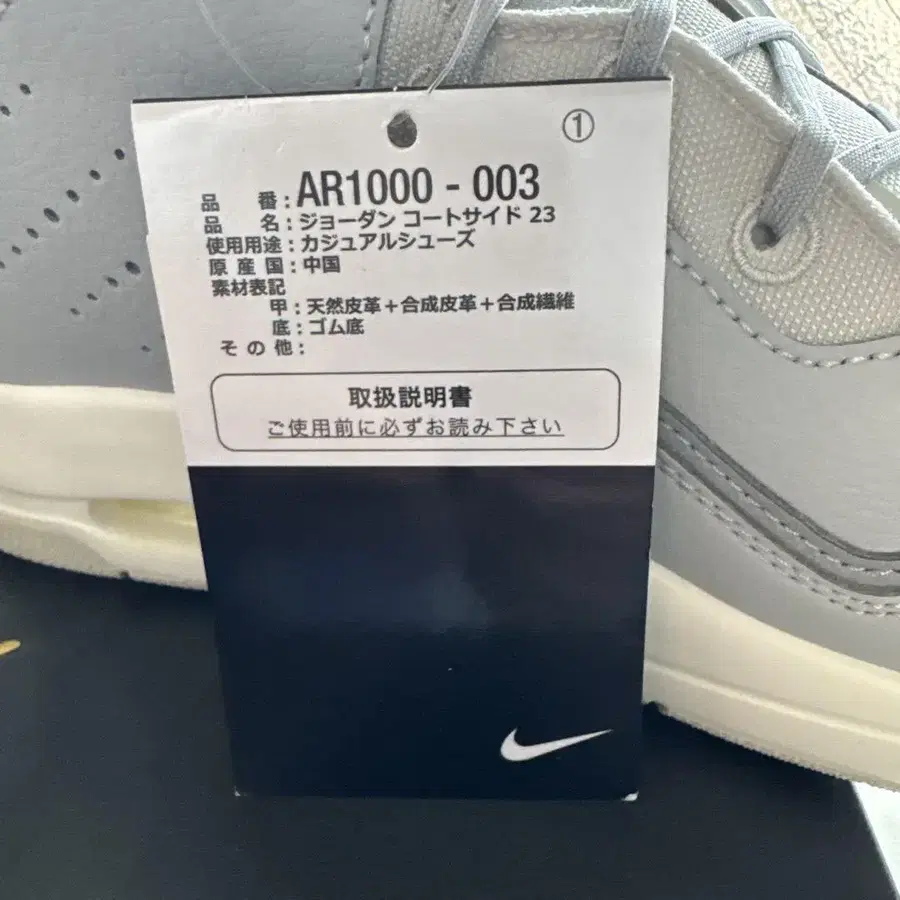 ①
品 番：AR1000 - 003
品 名：ジョーダン コートサイド 23
使用用途：カジュアルシューズ
原 産 国：中国
素材表記
甲：天然皮革＋合成皮革＋合成繊維
底：ゴム底
そ の 他：
取扱説明書
ご使用前に必ずお読み下さい